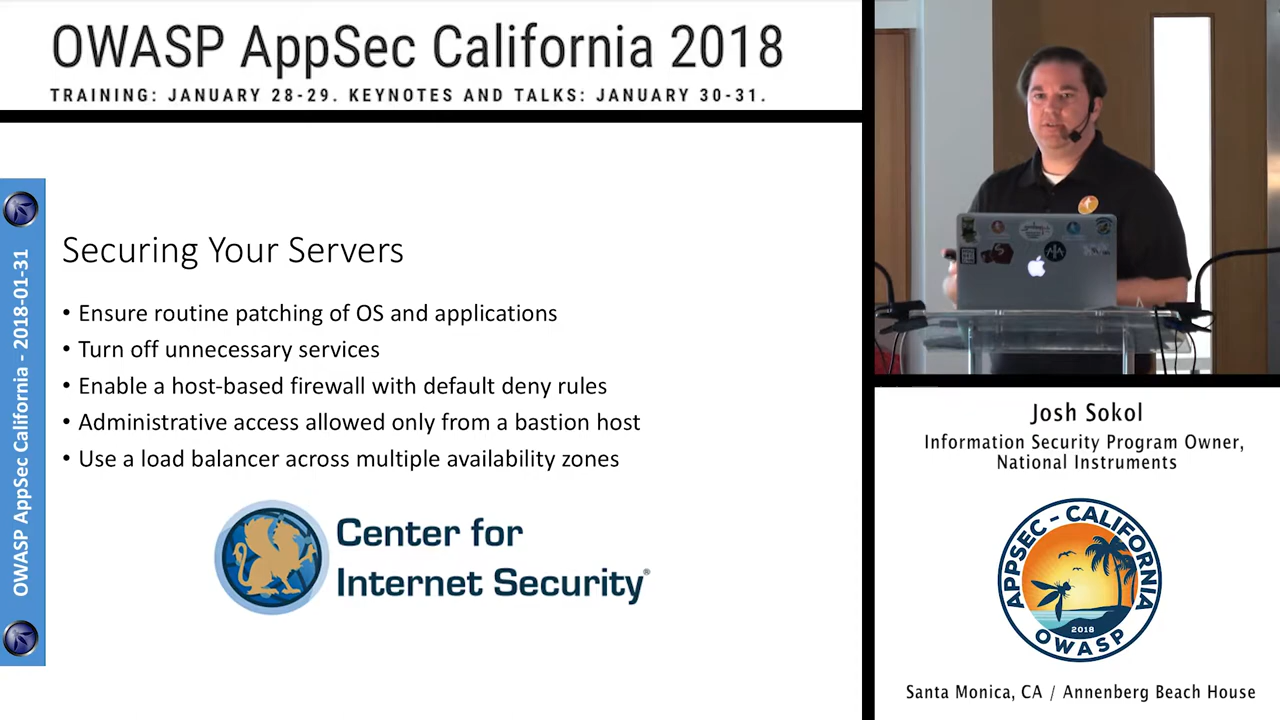 OWASP AppSec California 2018
TRAINING: JANUARY 28-29. KEYNOTES AND TALKS: JANUARY 30-31.
OWASP AppSec California - 2018-01-31
Securing Your Servers
• Ensure routine patching of OS and applications
• Turn off unnecessary services
• Enable a host-based firewall with default deny rules
• Administrative access allowed only from a bastion host
• Use a load balancer across multiple availability zones
Center for
Internet Security®
Josh Sokol
Information Security Program Owner,
National Instruments
APPSEC - CALIFORNIA
2018
OWASP
Santa Monica, CA / Annenberg Beach House